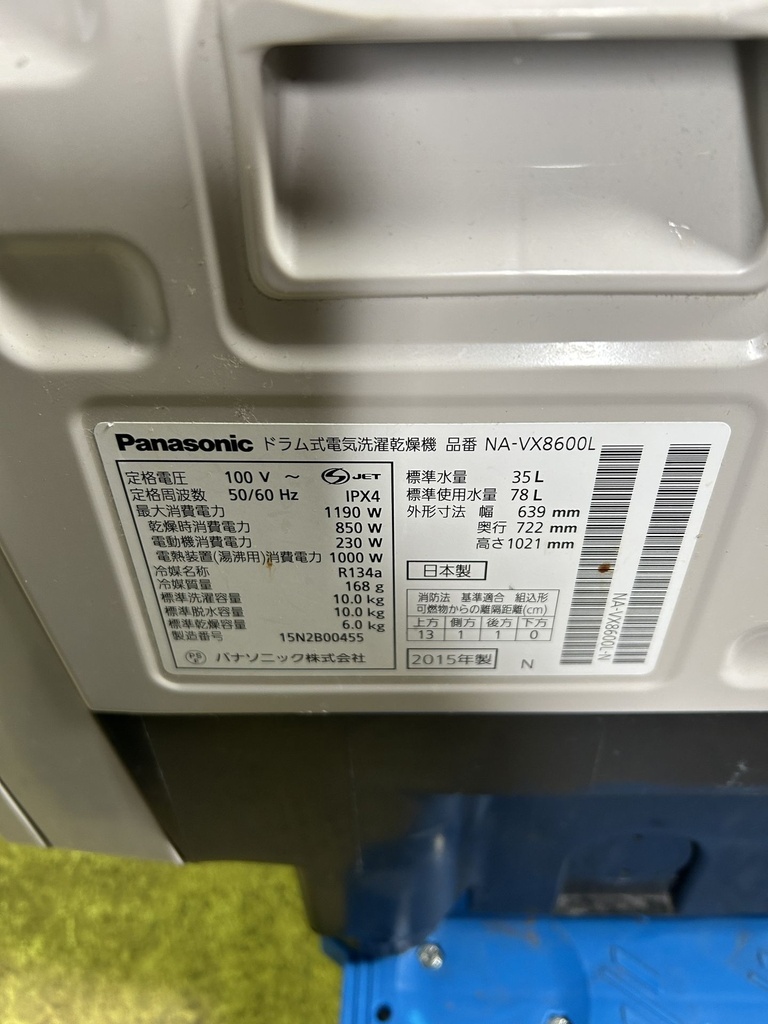 Panasonic ドラム式電気洗濯乾燥機 品番 NA-VX8600L
定格電圧 100 V ～ JET
定格周波数 50/60 Hz IPX4
最大消費電力 1190 W
乾燥時消費電力 850 W
電動機消費電力 230 W
電熱装置(湯沸用)消費電力 1000 W
冷媒名称 R134a
冷媒質量 168 g
標準洗濯容量 10.0 kg
標準脱水容量 10.0 kg
標準乾燥容量 6.0 kg
製造番号 15N2B00455
PSE パナソニック株式会社
標準水量 35 L
標準使用水量 78 L
外形寸法 幅 639 mm
奥行 722 mm
高さ 1021 mm
日本製
消防法 基準適合 組込形
可燃物からの離隔距離(cm)
上方 側方 後方 下方
13 1 1 0
2015年製 N
NA-VX8600L-N